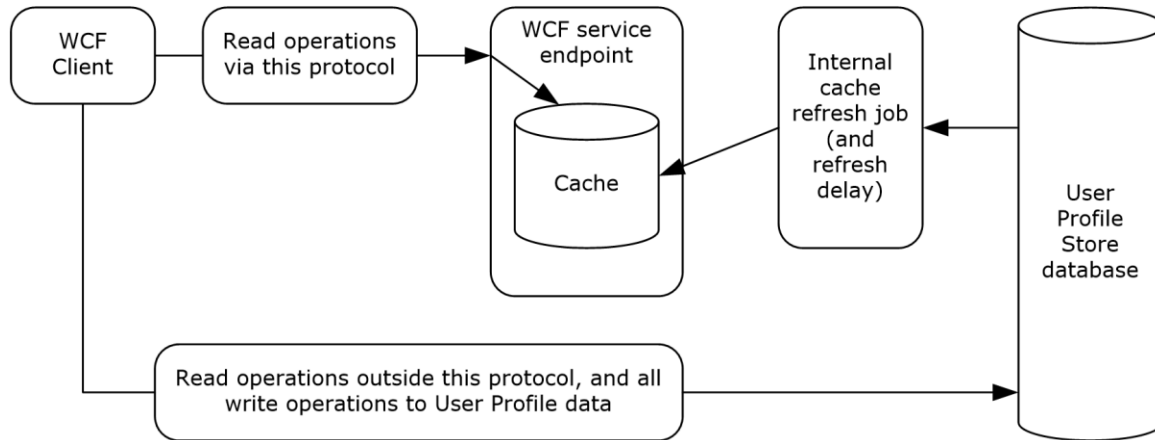 WCF
Client
Read operations
via this protocol
WCF service
endpoint
Cache
Internal
cache
refresh job
(and
refresh
delay)
User
Profile
Store
database
Read operations outside this protocol, and all
write operations to User Profile data